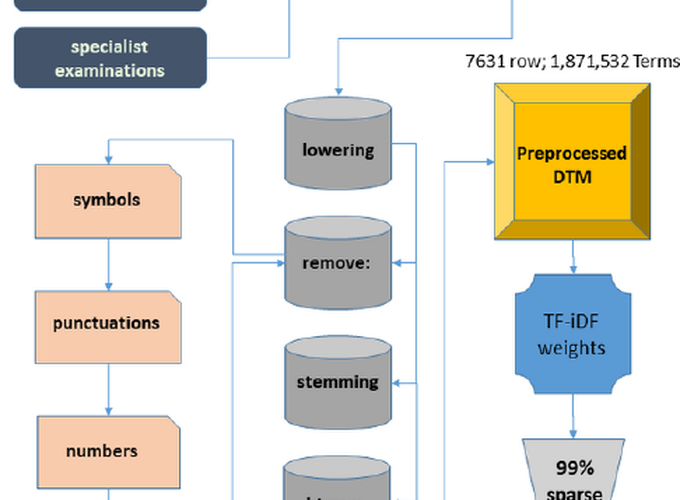 specialist
examinations
7631 row; 1,871,532 Terms
lowering
Preprocessed
DTM
symbols
remove:
punctuations
TF-iDF
weights
stemming
numbers
99%
sparse